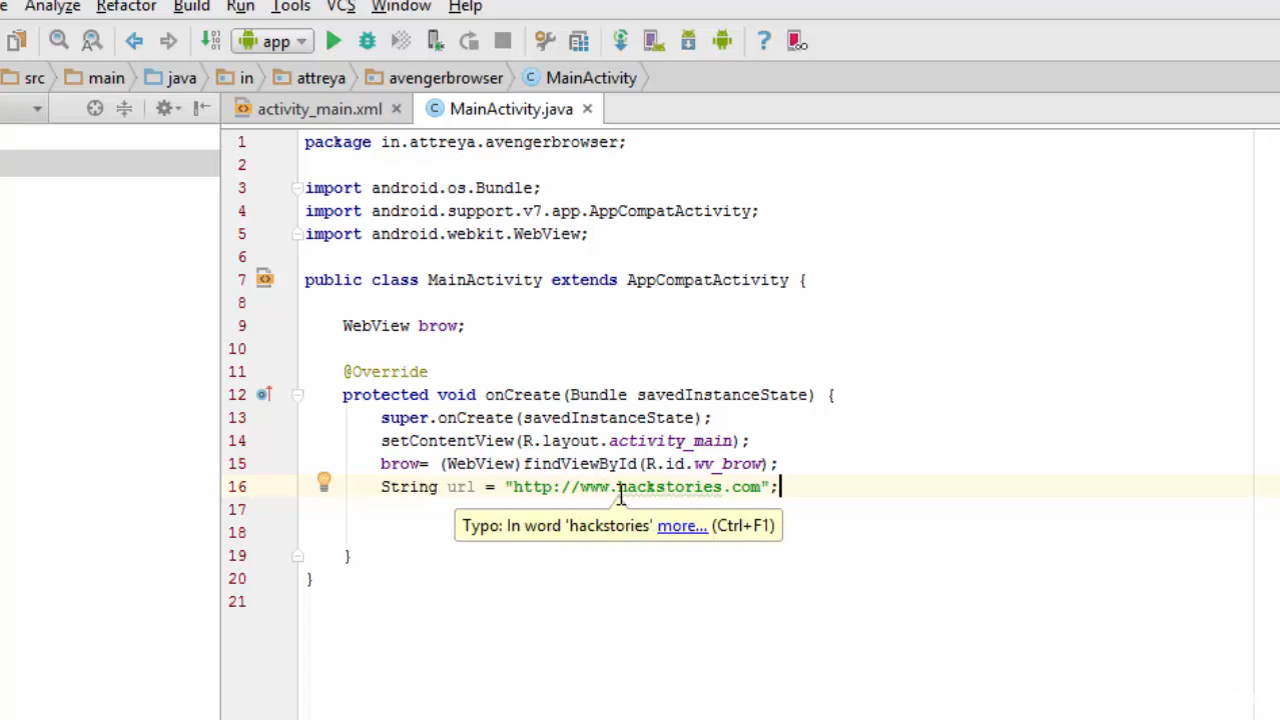 e Analyze Refactor Build Run Tools VCS Window Help
app
src main java in attreya avengerbrowser MainActivity
activity_main.xml MainActivity.java
1 package in.attreya.avengerbrowser;
2
3 import android.os.Bundle;
4 import android.support.v7.app.AppCompatActivity;
5 import android.webkit.WebView;
6
7 public class MainActivity extends AppCompatActivity {
8
9 WebView brow;
10
11 @Override
12 protected void onCreate(Bundle savedInstanceState) {
13 super.onCreate(savedInstanceState);
14 setContentView(R.layout.activity_main);
15 brow= (WebView)findViewById(R.id.wv_brow);
16 String url = "http://www.hackstories.com";
17
Typo: In word 'hackstories' more... (Ctrl+F1)
18
19 }
20 }
21